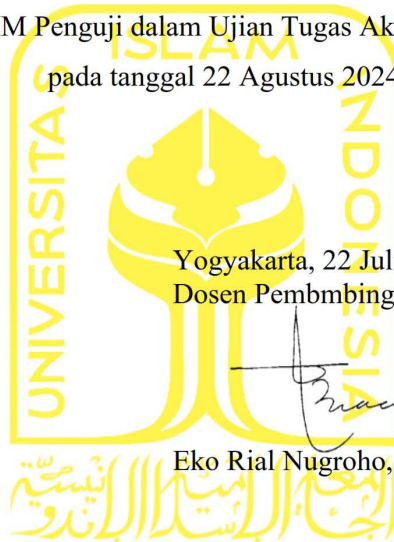 M Penguji dalam Ujian Tugas Ak
ISLAM
pada tanggal 22 Agustus 2024
UNIVERSITAS
INDONESIA
Yogyakarta, 22 Jul
Dosen Pembmbing
Eko Rial Nugroho,